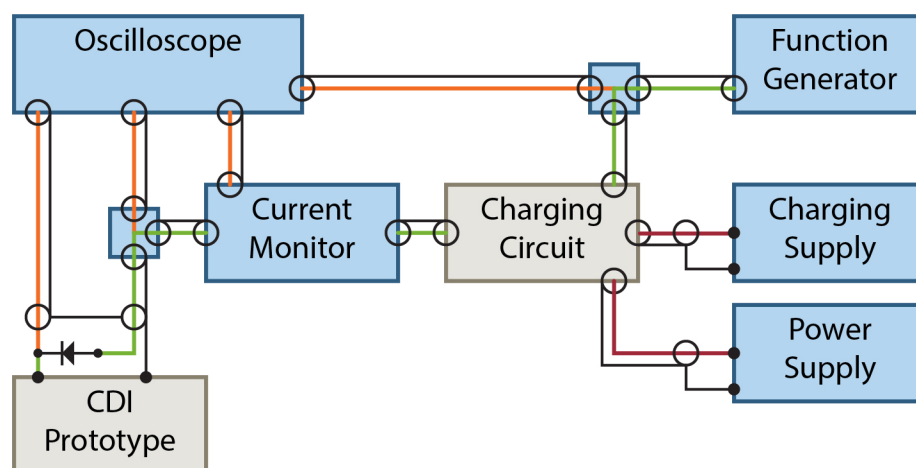 Oscilloscope
Function
Generator
Current
Monitor
Charging
Circuit
Charging
Supply
Power
Supply
CDI
Prototype